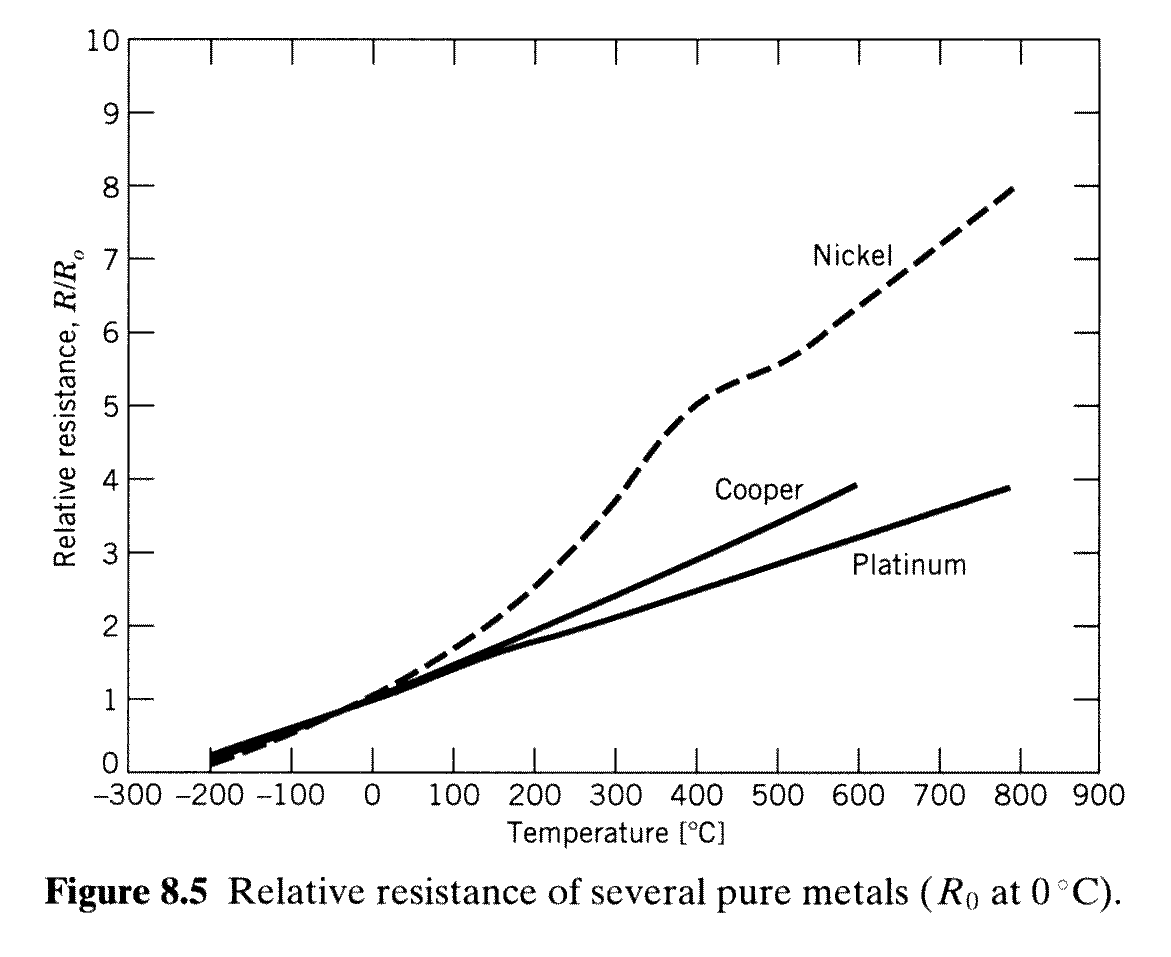 10
9
8
7
6
5
4
3
2
1
0
Relative resistance, R/Ro
Nickel
Cooper
Platinum
−300 −200 −100 0 100 200 300 400 500 600 700 800 900
Temperature [°C]
Figure 8.5 Relative resistance of several pure metals (R0 at 0 °C).